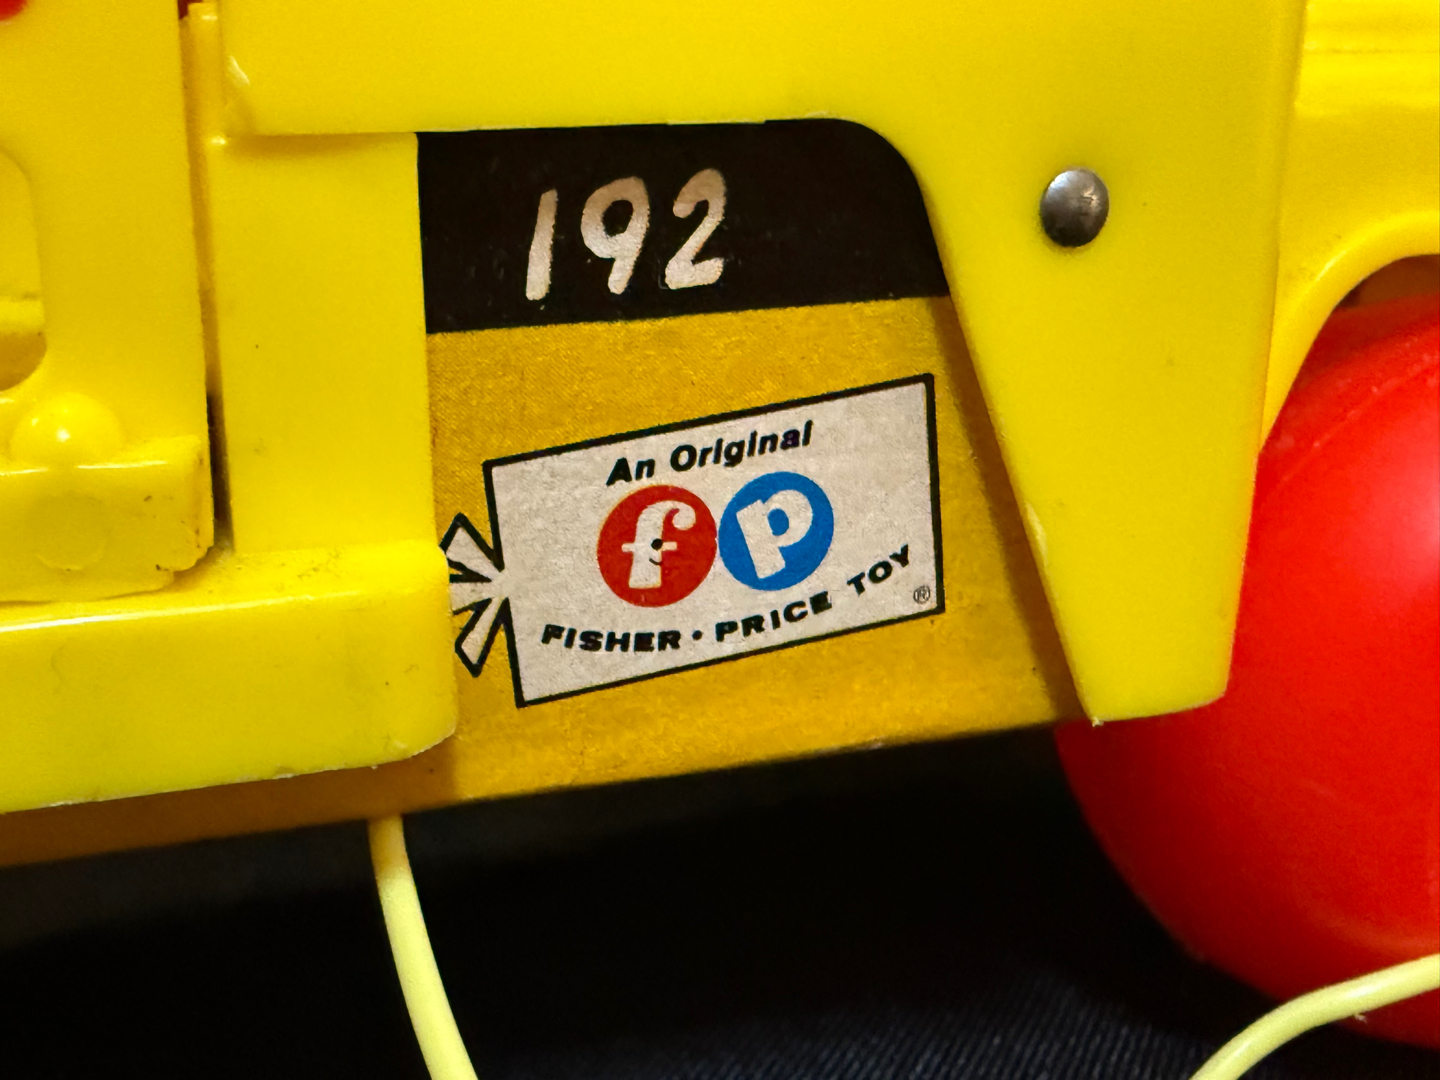 192
An Original
fp
FISHER·PRICE TOY
®